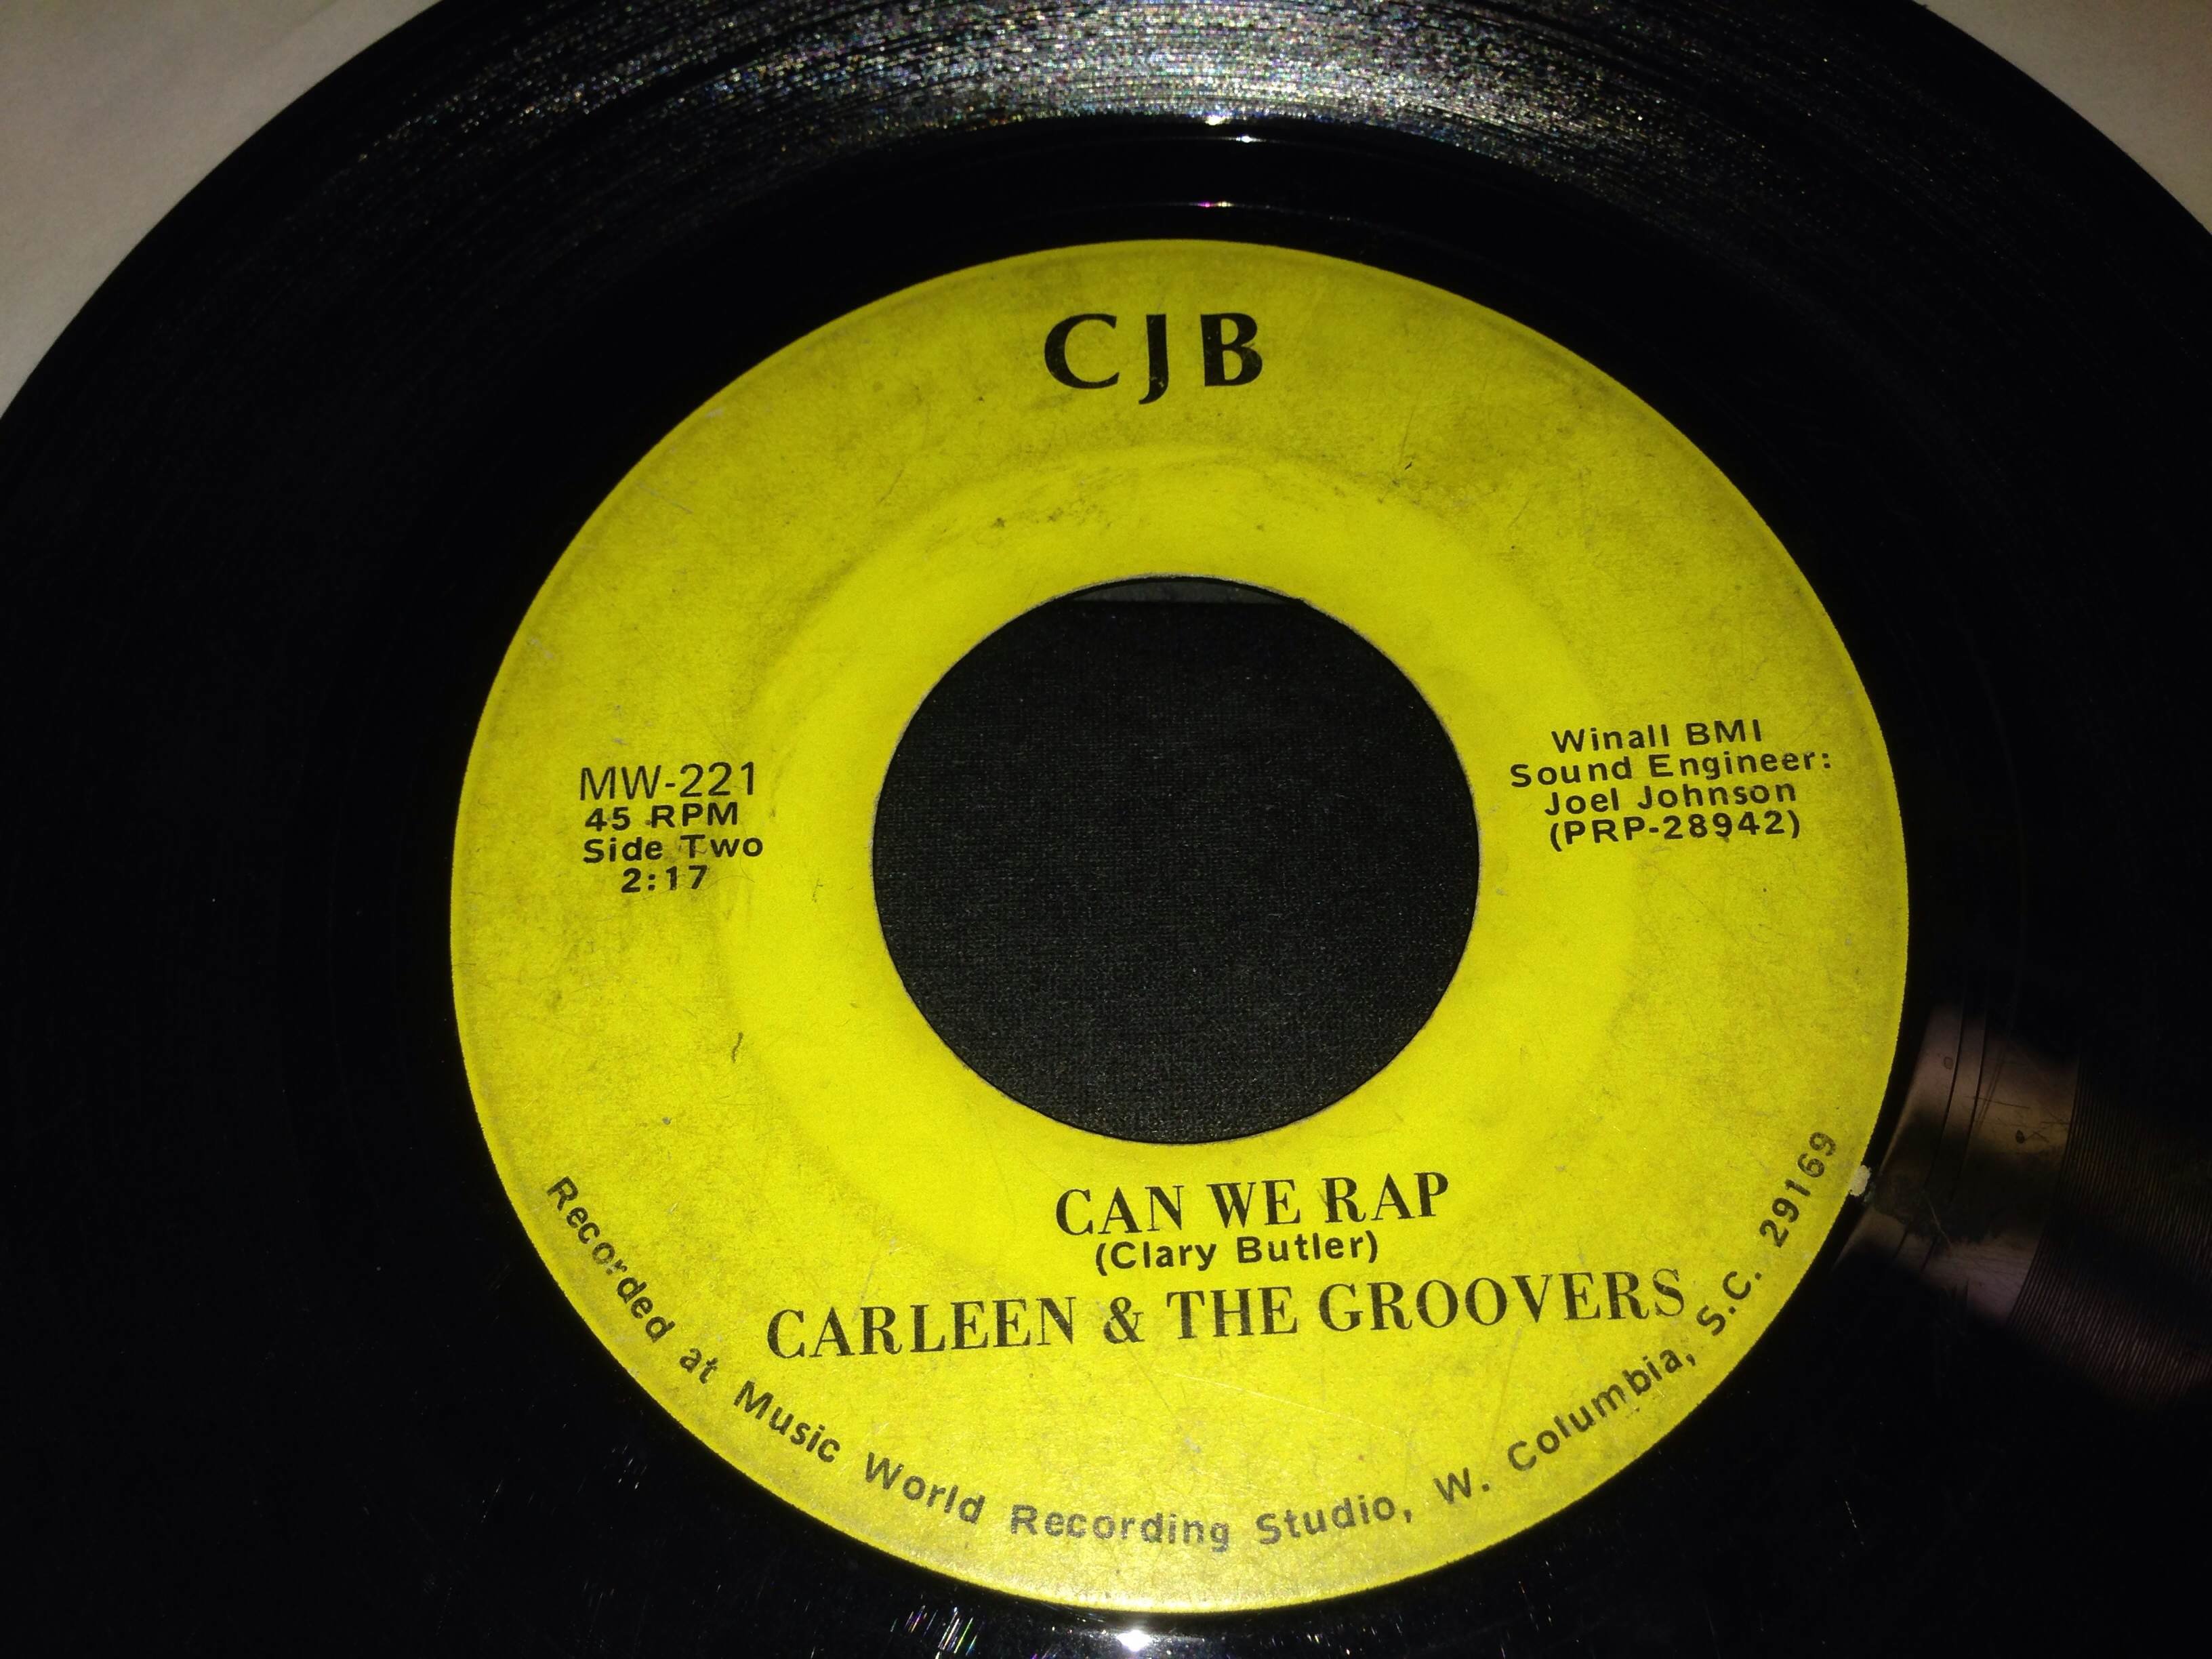 CJB
MW-221
45 RPM
Side Two
2:17
Winall BMI
Sound Engineer:
Joel Johnson
(PRP-28942)
CAN WE RAP
(Clary Butler)
CARLEEN & THE GROOVERS
Recorded at Music World Recording Studio, W. Columbia, S.C. 29169